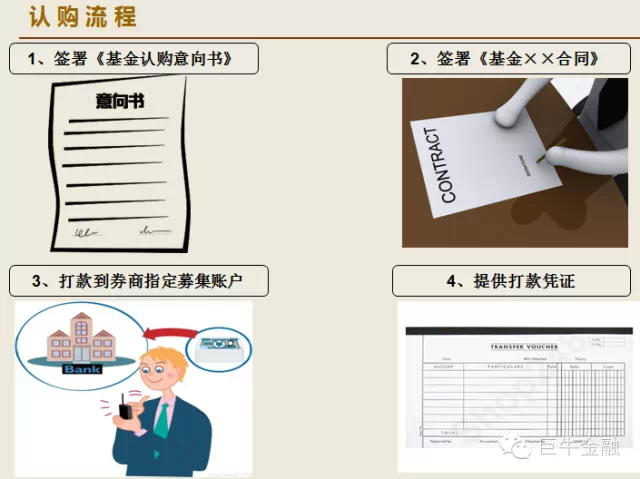 认购流程
1、签署《基金认购意向书》
2、签署《基金××合同》
意向书
CONTRACT
3、打款到券商指定募集账户
4、提供打款凭证
Bank
TRANSFER VOUCHER
ACCOUNT PARTICULARS
TOTAL
巨牛金融